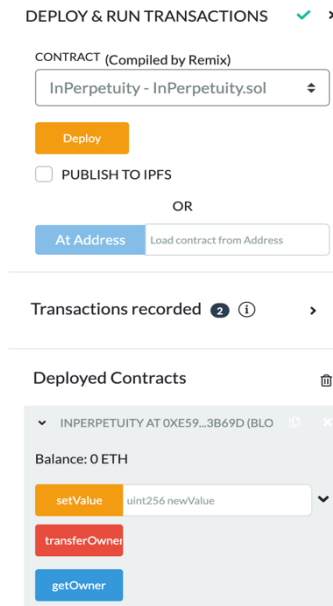 DEPLOY & RUN TRANSACTIONS
CONTRACT (Compiled by Remix)
InPerpetuity - InPerpetuity.sol
Deploy
PUBLISH TO IPFS
OR
At Address Load contract from Address
Transactions recorded 2 i
Deployed Contracts
INPERPETUITY AT 0XE59...3B69D (BLO
Balance: 0 ETH
setValue uint256 newValue
transferOwner
getOwner